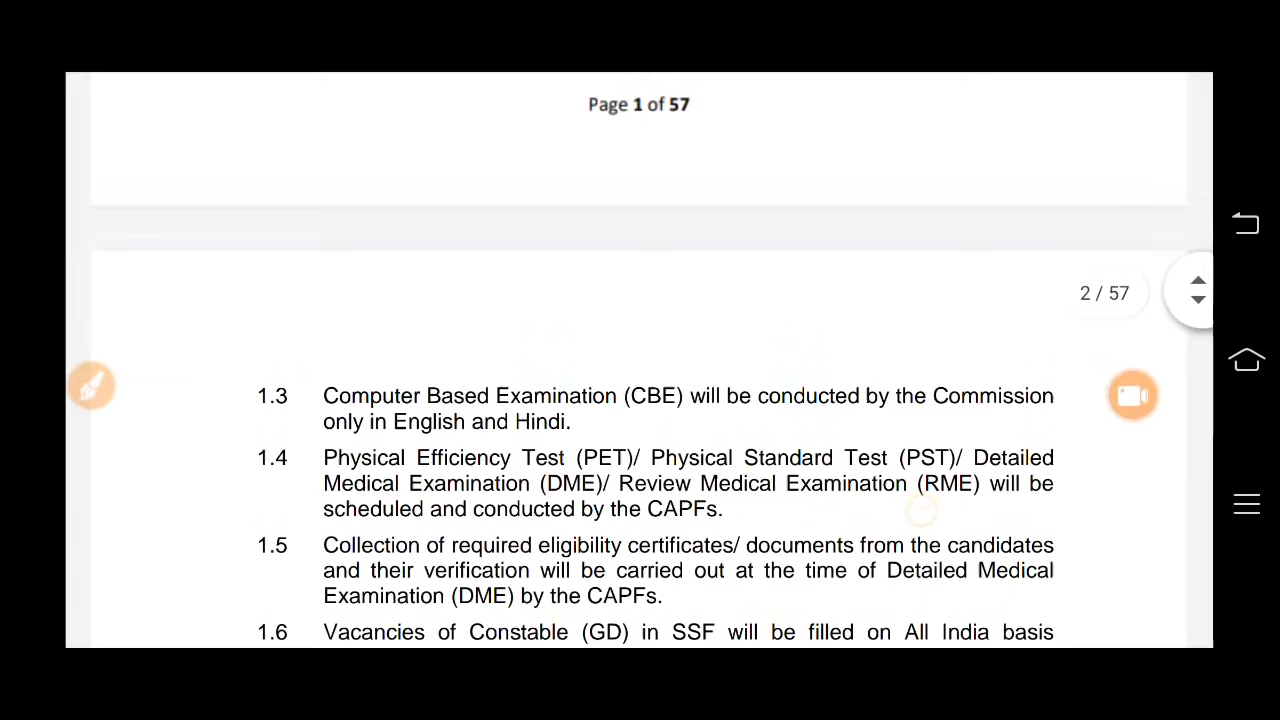 Page 1 of 57
2 / 57
1.3 Computer Based Examination (CBE) will be conducted by the Commission
only in English and Hindi.
1.4 Physical Efficiency Test (PET)/ Physical Standard Test (PST)/ Detailed
Medical Examination (DME)/ Review Medical Examination (RME) will be
scheduled and conducted by the CAPFs.
1.5 Collection of required eligibility certificates/ documents from the candidates
and their verification will be carried out at the time of Detailed Medical
Examination (DME) by the CAPFs.
1.6 Vacancies of Constable (GD) in SSF will be filled on All India basis